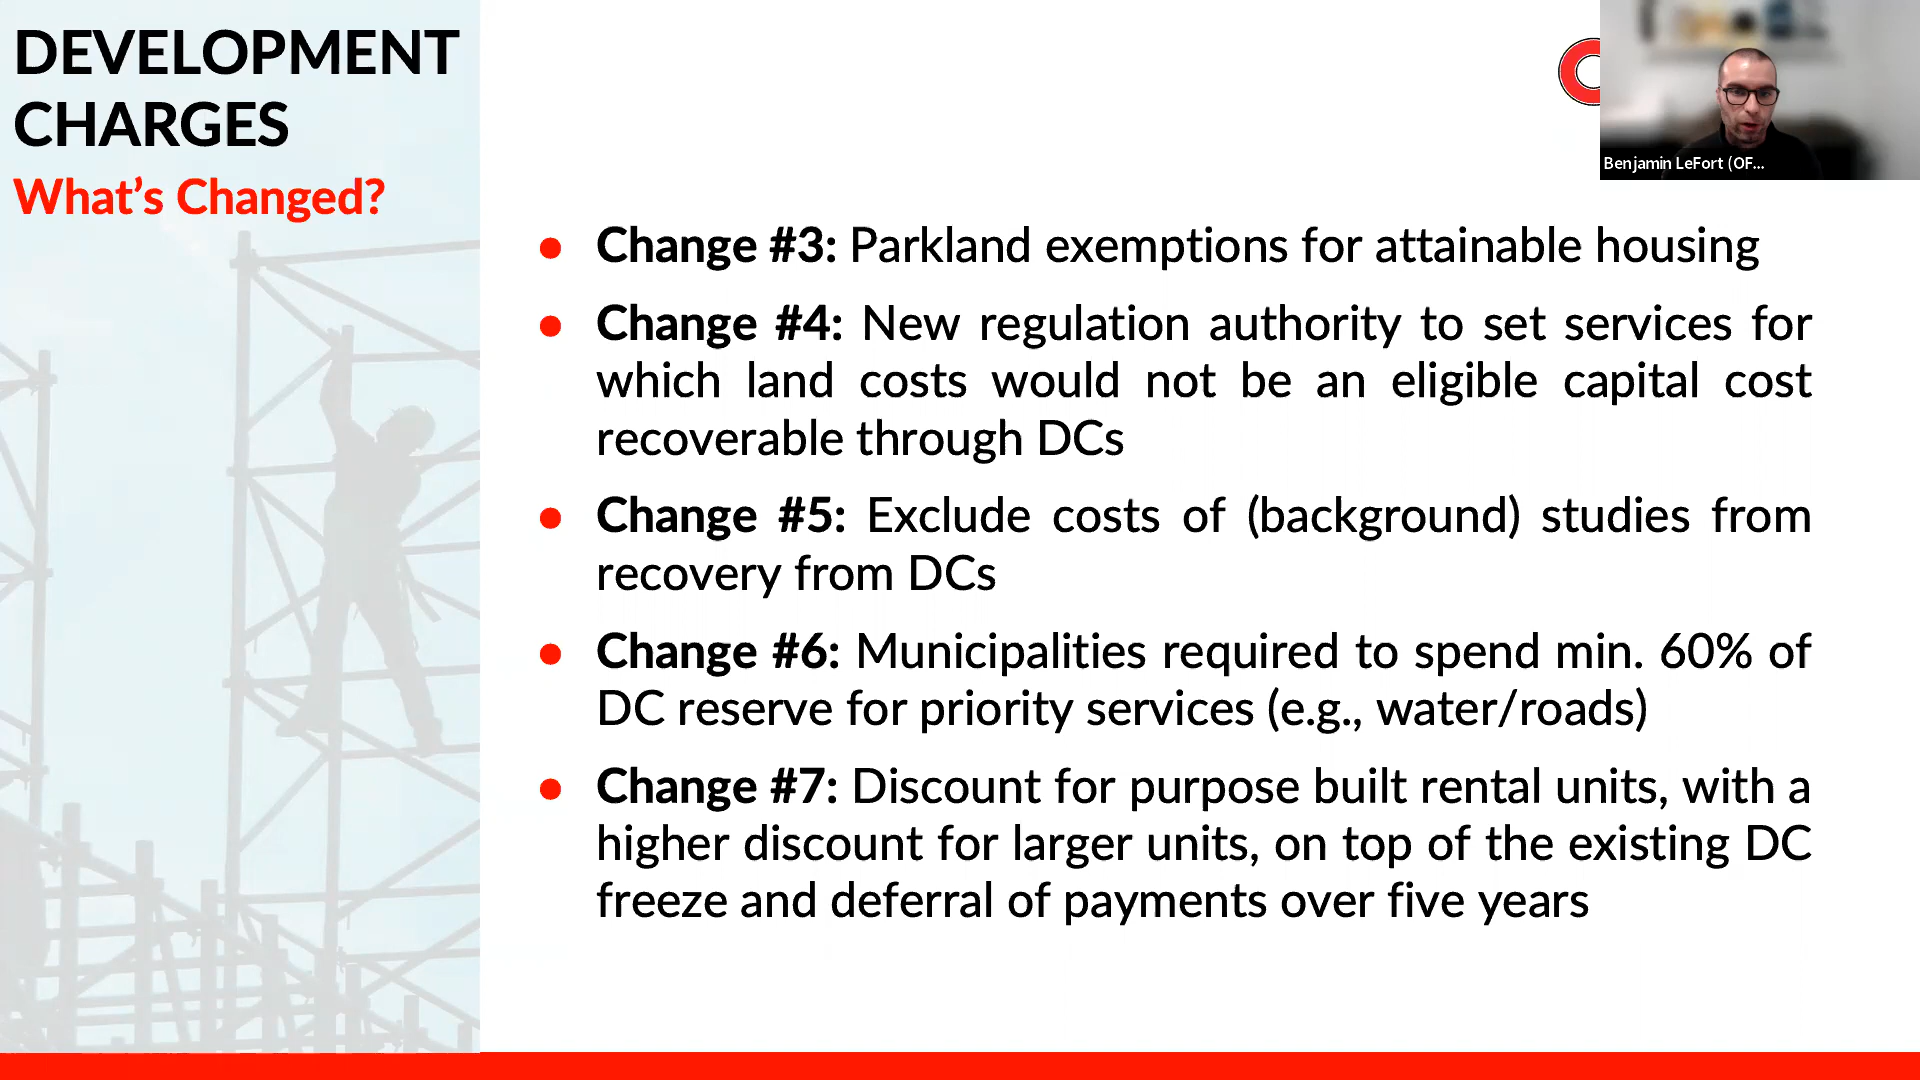 DEVELOPMENT
CHARGES
What's Changed?
Benjamin LeFort (OF...
● Change #3: Parkland exemptions for attainable housing
● Change #4: New regulation authority to set services for
which land costs would not be an eligible capital cost
recoverable through DCs
● Change #5: Exclude costs of (background) studies from
recovery from DCs
● Change #6: Municipalities required to spend min. 60% of
DC reserve for priority services (e.g., water/roads)
● Change #7: Discount for purpose built rental units, with a
higher discount for larger units, on top of the existing DC
freeze and deferral of payments over five years